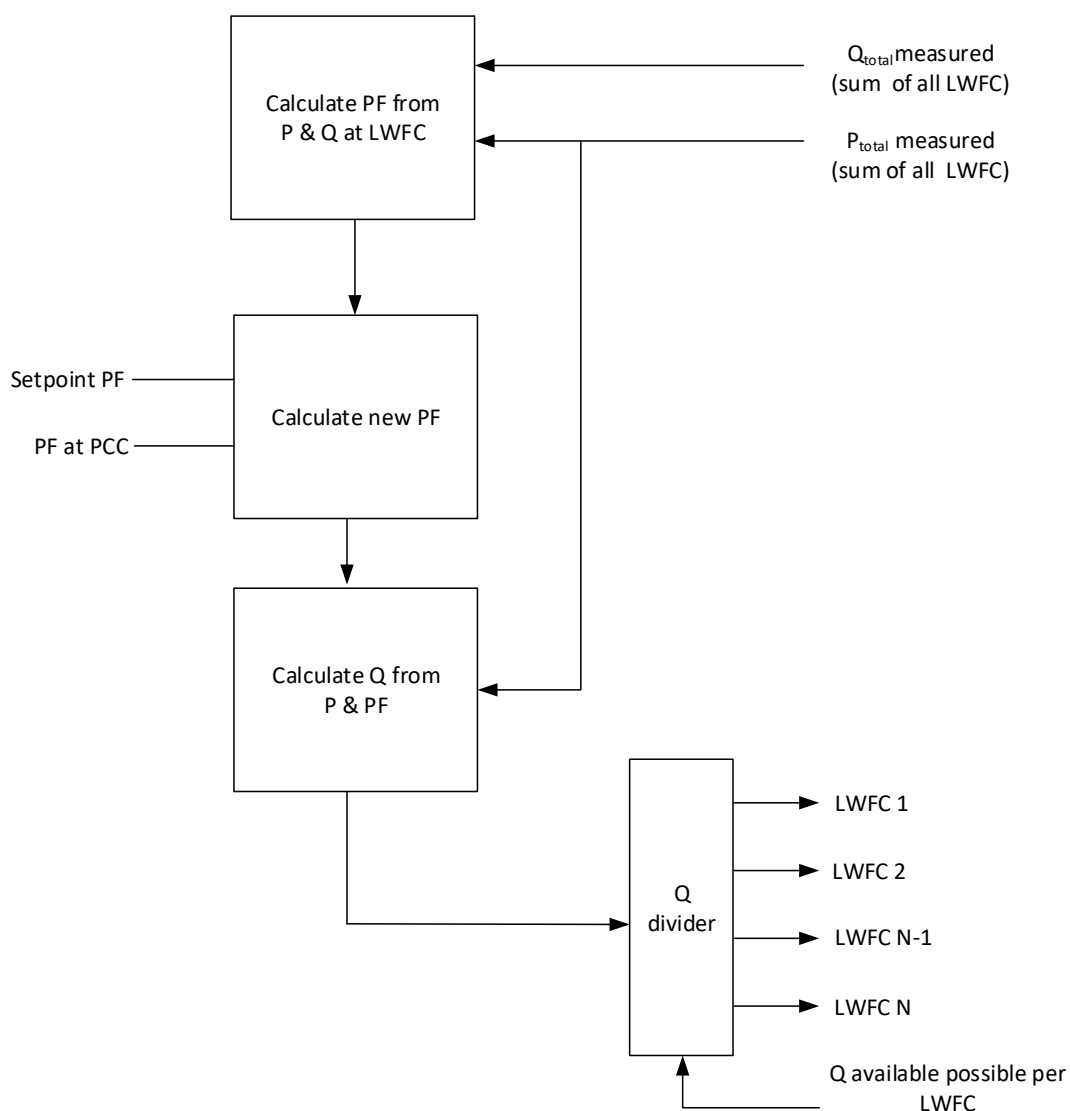 Q_total measured
(sum of all LWFC)
Calculate PF from
P & Q at LWFC
P_total measured
(sum of all LWFC)
Setpoint PF
Calculate new PF
PF at PCC
Calculate Q from
P & PF
LWFC 1
LWFC 2
Q
divider
LWFC N-1
LWFC N
Q available possible per
LWFC